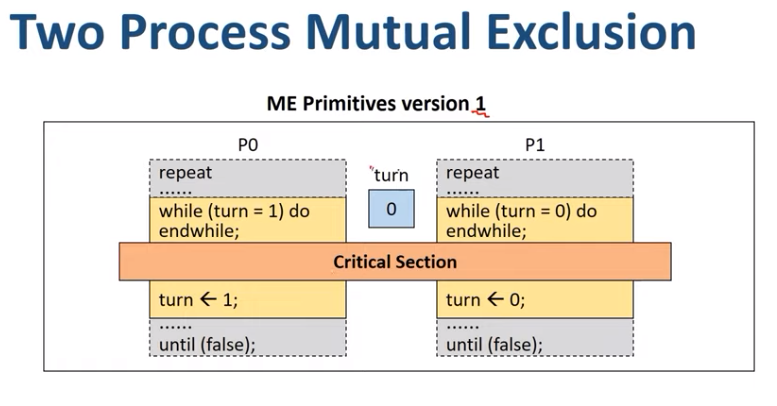 Two Process Mutual Exclusion
ME Primitives version 1
P0
repeat
......
while (turn = 1) do
endwhile;
turn
0
P1
repeat
......
while (turn = 0) do
endwhile;
Critical Section
turn ← 1;
......
until (false);
turn ← 0;
......
until (false);